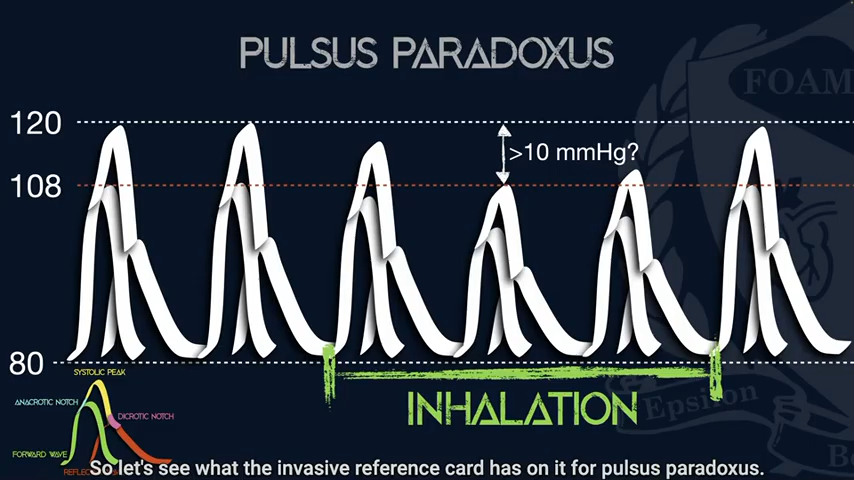 PULSUS PARADOXUS
FOAM
120
>10 mmHg?
108
80
SYSTOLIC PEAK
ANACROTIC NOTCH
DICROTIC NOTCH
INHALATION
Epsilon
FORWARD WAVE
So let's see what the invasive reference card has on it for pulsus paradoxus.